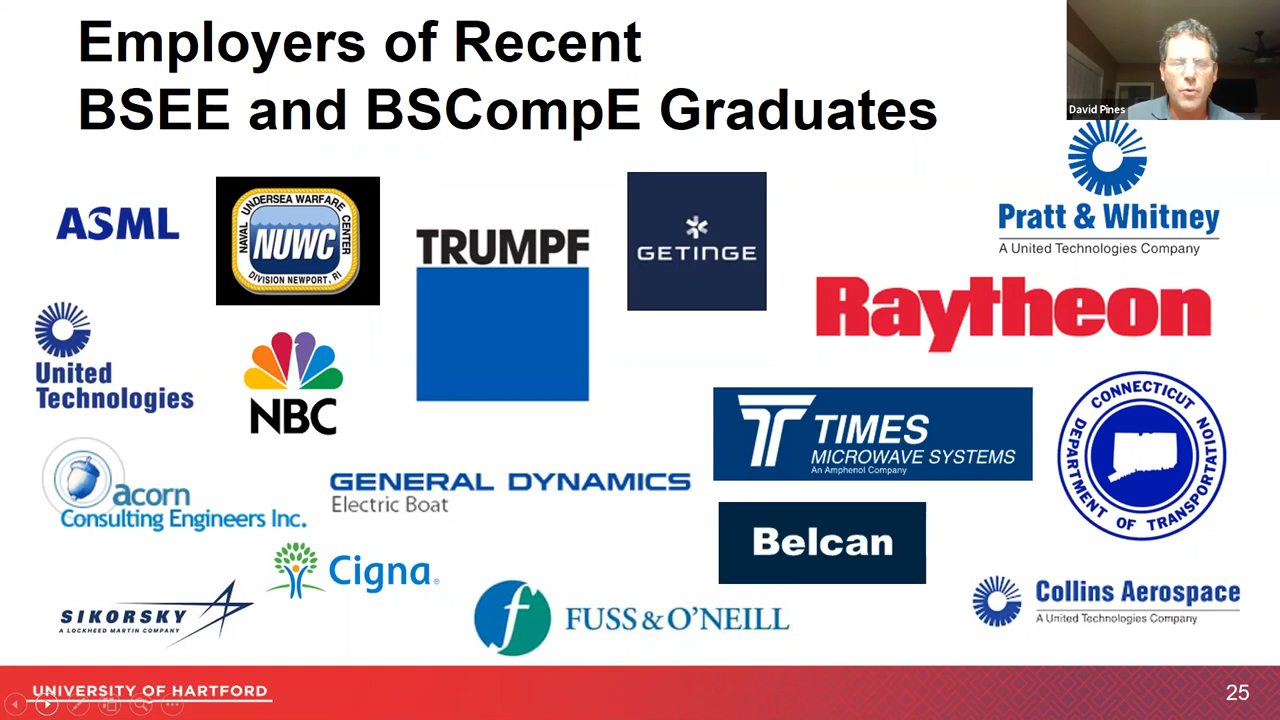 Employers of Recent
BSEE and BSCompE Graduates
David Pines
ASML
NAVAL UNDERSEA WARFARE CENTER
NUWC
DIVISION NEWPORT, RI
TRUMPF
GETINGE
Pratt & Whitney
A United Technologies Company
Raytheon
United
Technologies
NBC
TIMES
MICROWAVE SYSTEMS
An Amphenol Company
CONNECTICUT
DEPARTMENT OF TRANSPORTATION
acorn
Consulting Engineers Inc.
GENERAL DYNAMICS
Electric Boat
Belcan
Cigna®
SIKORSKY
A LOCKHEED MARTIN COMPANY
f
FUSS & O'NEILL
Collins Aerospace
A United Technologies Company
UNIVERSITY OF HARTFORD
25